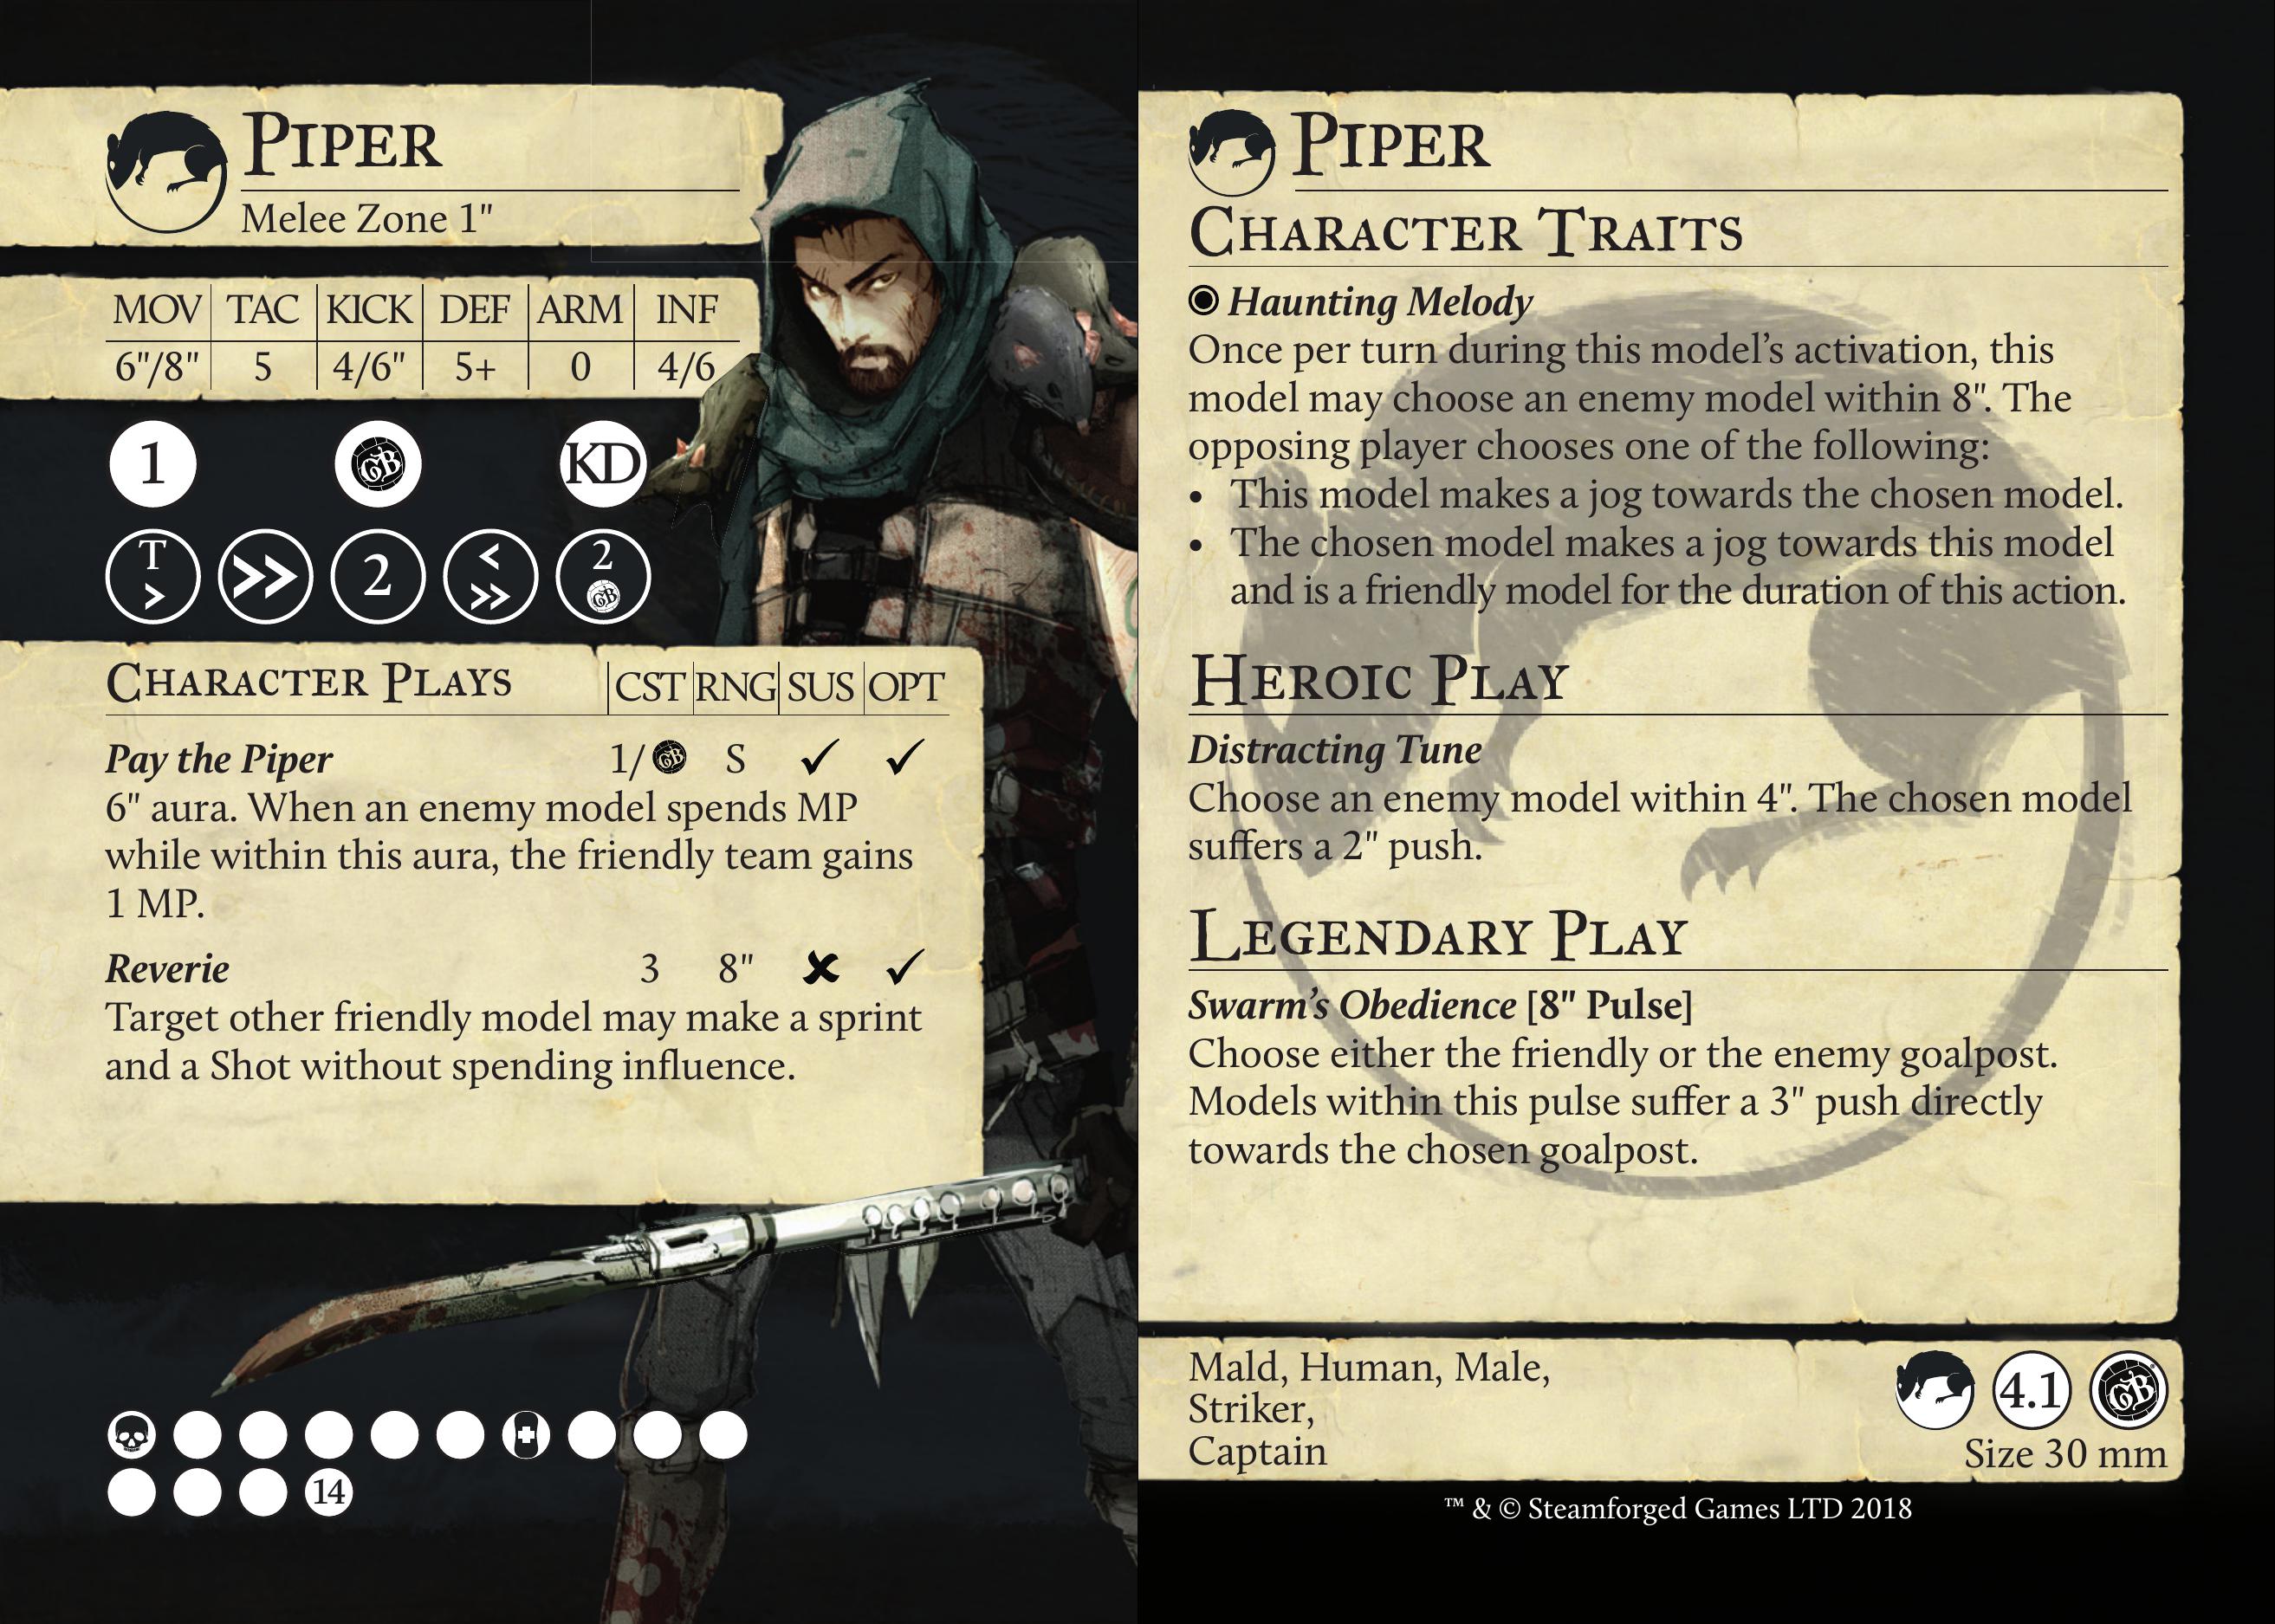 PIPER
Melee Zone 1"
MOV TAC KICK DEF ARM INF
6"/8" 5 4/6" 5+ 0 4/6
1 GB KD
T > >> 2 < >> 2 GB
CHARACTER PLAYS CST RNG SUS OPT
Pay the Piper 1/GB S ✓ ✓
6" aura. When an enemy model spends MP
while within this aura, the friendly team gains
1 MP.
Reverie 3 8" ✘ ✓
Target other friendly model may make a sprint
and a Shot without spending influence.
14
PIPER
CHARACTER TRAITS
Haunting Melody
Once per turn during this model’s activation, this
model may choose an enemy model within 8". The
opposing player chooses one of the following:
• This model makes a jog towards the chosen model.
• The chosen model makes a jog towards this model
and is a friendly model for the duration of this action.
HEROIC PLAY
Distracting Tune
Choose an enemy model within 4". The chosen model
suffers a 2" push.
LEGENDARY PLAY
Swarm’s Obedience [8" Pulse]
Choose either the friendly or the enemy goalpost.
Models within this pulse suffer a 3" push directly
towards the chosen goalpost.
Mald, Human, Male,
Striker,
Captain
4.1 GB
Size 30 mm
™ & © Steamforged Games LTD 2018